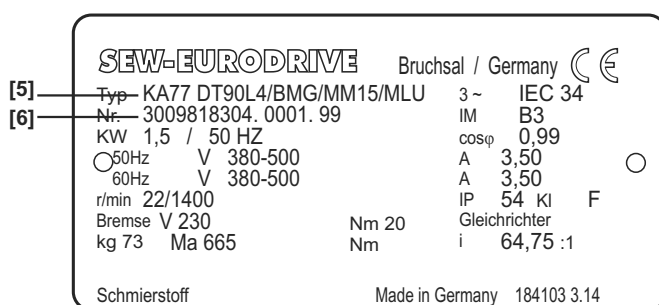 SEW-EURODRIVE Bruchsal / Germany CE
[5] Typ KA77 DT90L4/BMG/MM15/MLU 3 ~ IEC 34
[6] Nr. 3009818304. 0001. 99 IM B3
KW 1,5 / 50 HZ cosφ 0,99
50Hz V 380-500 A 3,50
60Hz V 380-500 A 3,50
r/min 22/1400 IP 54 Kl F
Bremse V 230 Nm 20 Gleichrichter
kg 73 Ma 665 Nm i 64,75 :1
Schmierstoff Made in Germany 184103 3.14